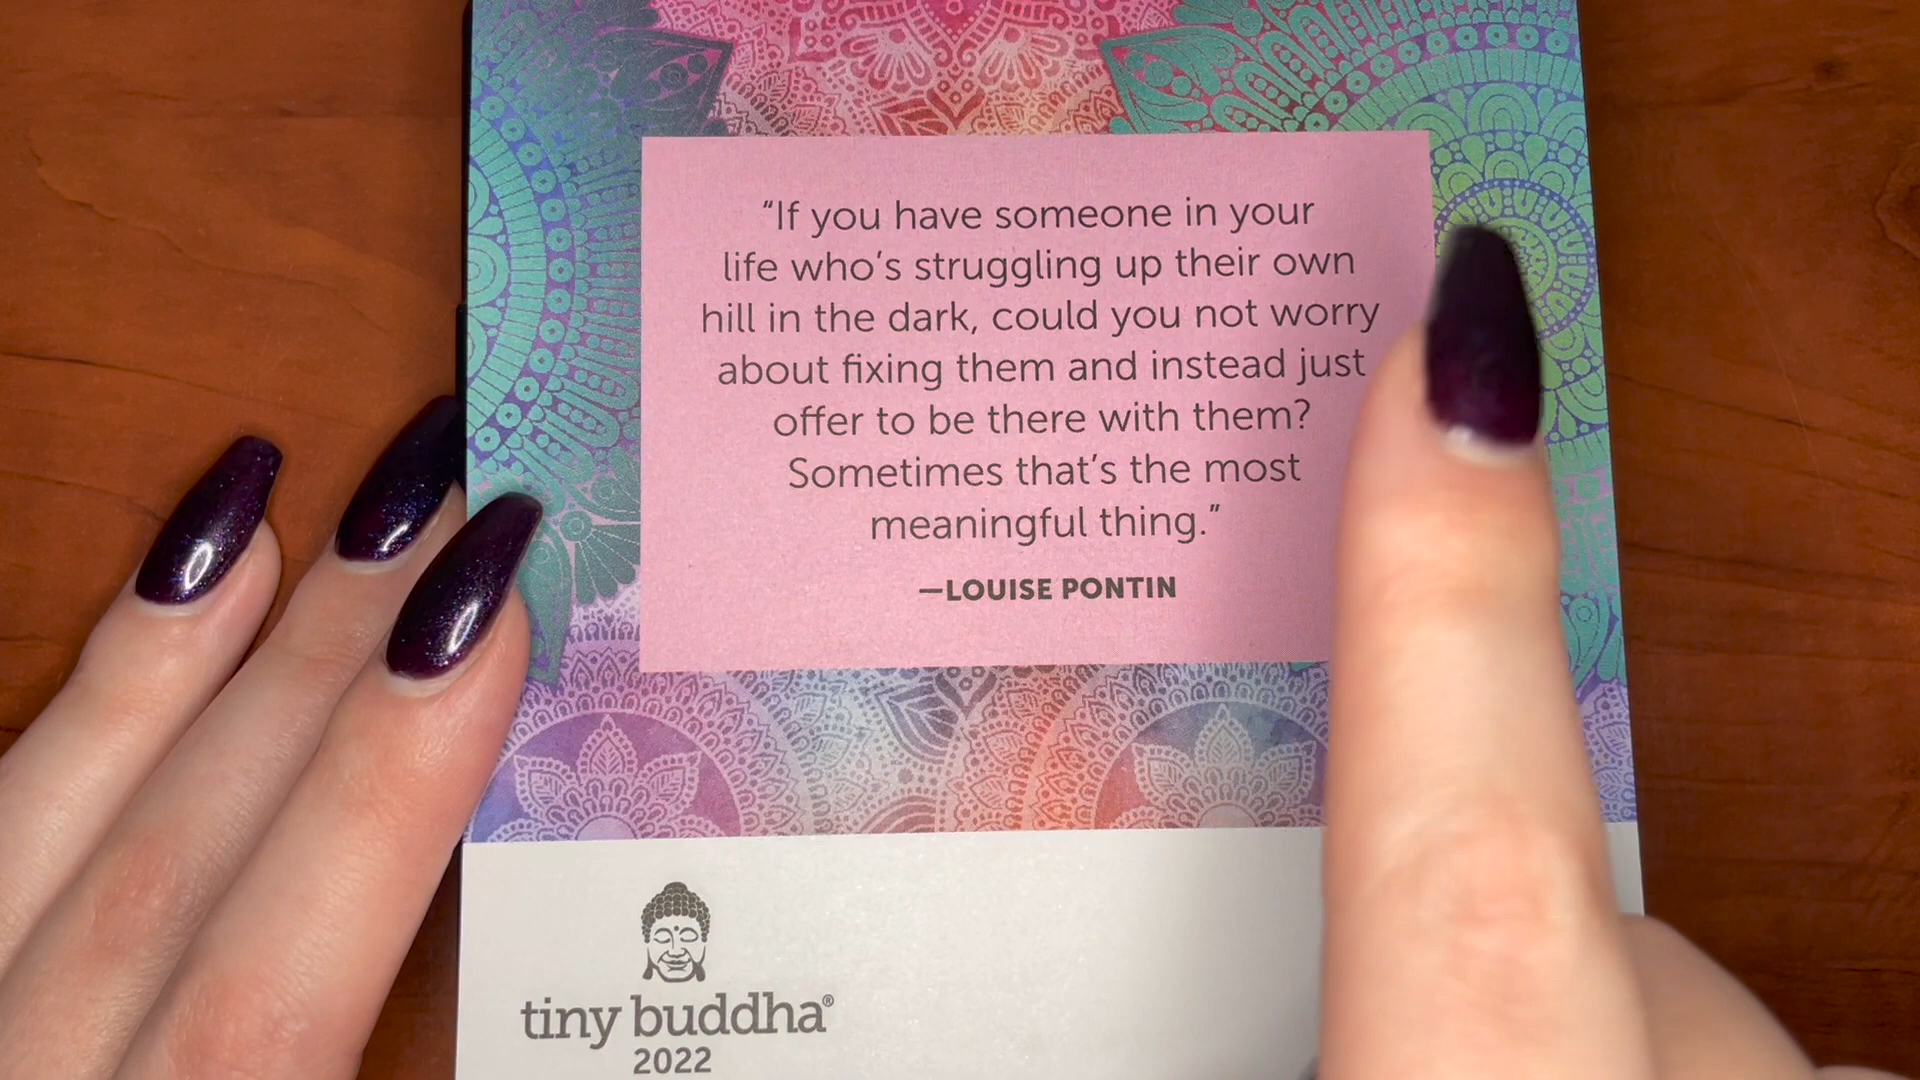 “If you have someone in your
life who’s struggling up their own
hill in the dark, could you not worry
about fixing them and instead just
offer to be there with them?
Sometimes that’s the most
meaningful thing.”
—LOUISE PONTIN
tiny buddha®
2022